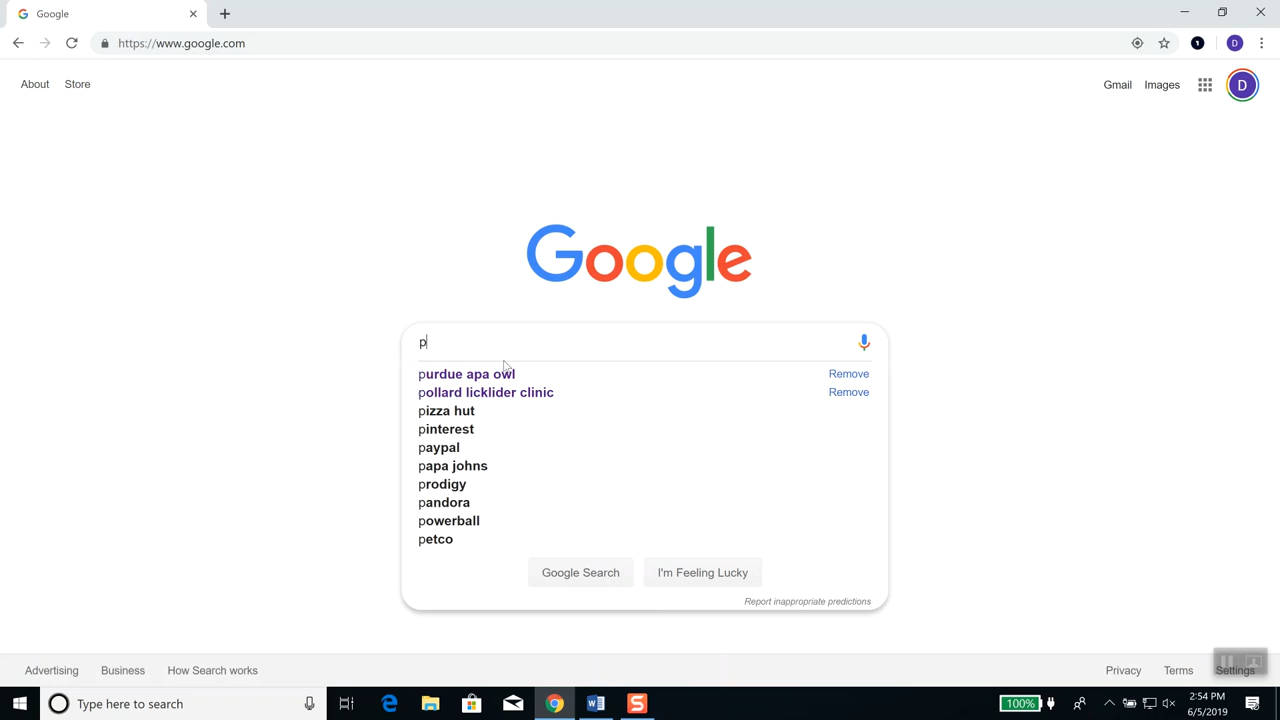 Google
https://www.google.com
1
D
About Store
Gmail Images
D
Google
p
purdue apa owl Remove
pollard licklider clinic Remove
pizza hut
pinterest
paypal
papa johns
prodigy
pandora
powerball
petco
Google Search I'm Feeling Lucky
Report inappropriate predictions
Advertising Business How Search works
Privacy Terms Settings
Type here to search
S
100%
2:54 PM
6/5/2019